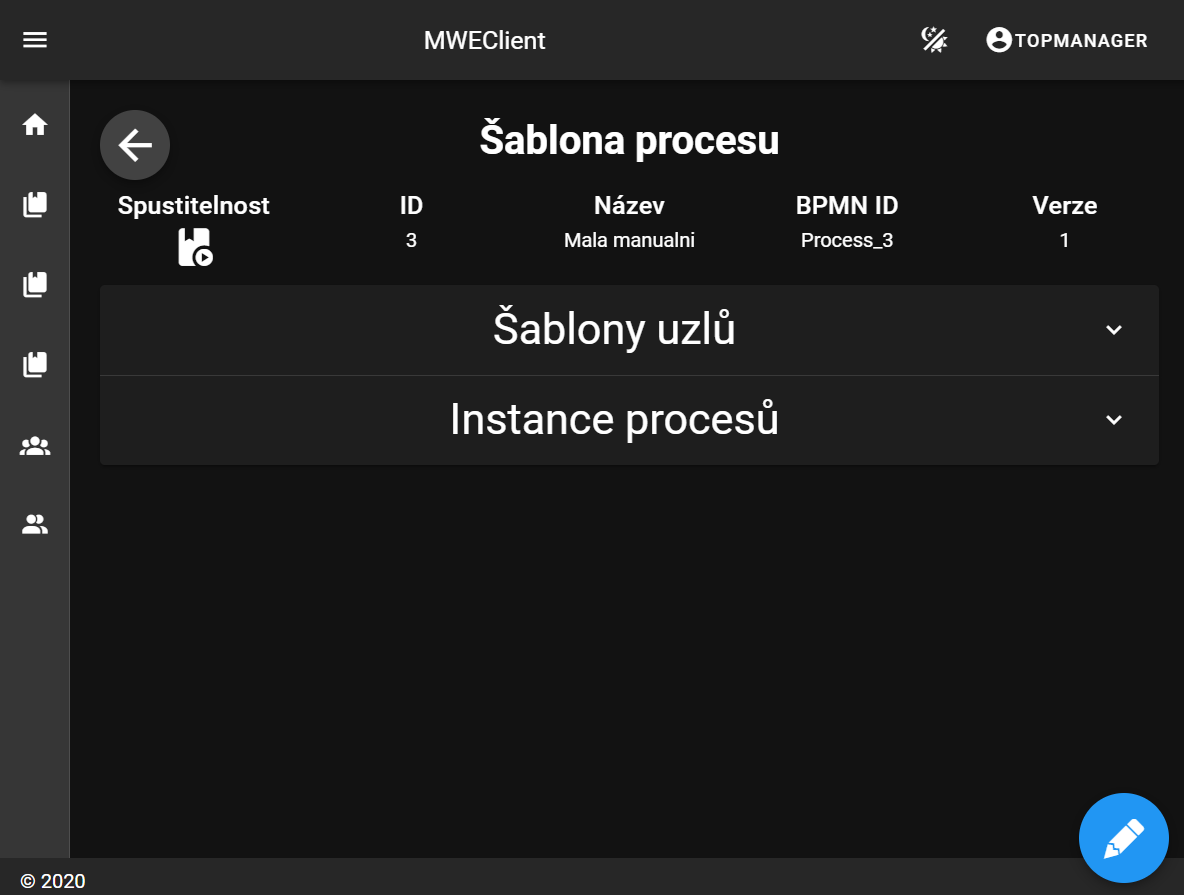 MWEClient
TOPMANAGER
Šablona procesu
Spustitelnost ID Název BPMN ID Verze
3 Mala manualni Process_3 1
Šablony uzlů
Instance procesů
© 2020